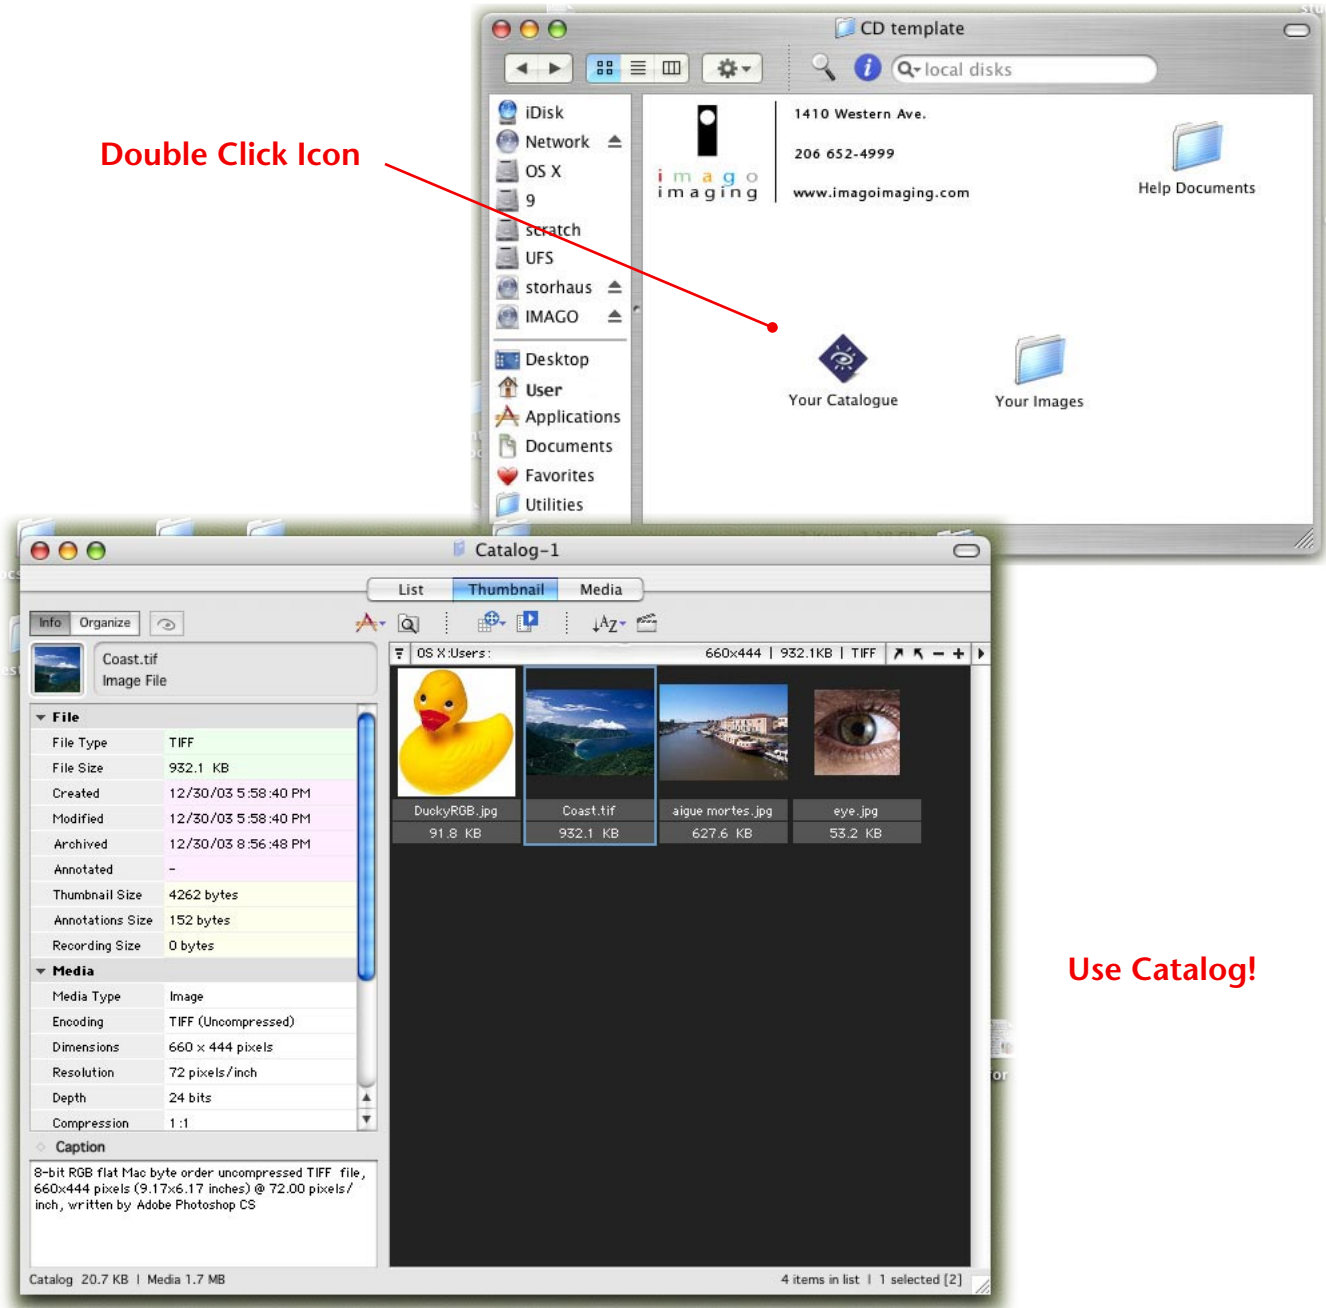 CD template
local disks
Double Click Icon
iDisk
Network
OS X
9
scratch
UFS
storhaus
IMAGO
Desktop
User
Applications
Documents
Favorites
Utilities
imago
imaging
1410 Western Ave.
206 652-4999
www.imagoimaging.com
Help Documents
Your Catalogue
Your Images
Catalog-1
List Thumbnail Media
Info Organize
Coast.tif
Image File
OS X:Users: 660x444 | 932.1KB | TIFF
File
File Type TIFF
File Size 932.1 KB
Created 12/30/03 5:58:40 PM
Modified 12/30/03 5:58:40 PM
Archived 12/30/03 8:56:48 PM
Annotated -
Thumbnail Size 4262 bytes
Annotations Size 152 bytes
Recording Size 0 bytes
Media
Media Type Image
Encoding TIFF (Uncompressed)
Dimensions 660 x 444 pixels
Resolution 72 pixels/inch
Depth 24 bits
Compression 1:1
Caption
8-bit RGB flat Mac byte order uncompressed TIFF file,
660x444 pixels (9.17x6.17 inches) @ 72.00 pixels/
inch, written by Adobe Photoshop CS
DuckyRGB.jpg Coast.tif aigue mortes.jpg eye.jpg
91.8 KB 932.1 KB 627.6 KB 53.2 KB
Use Catalog!
Catalog 20.7 KB | Media 1.7 MB
4 items in list | 1 selected [2]